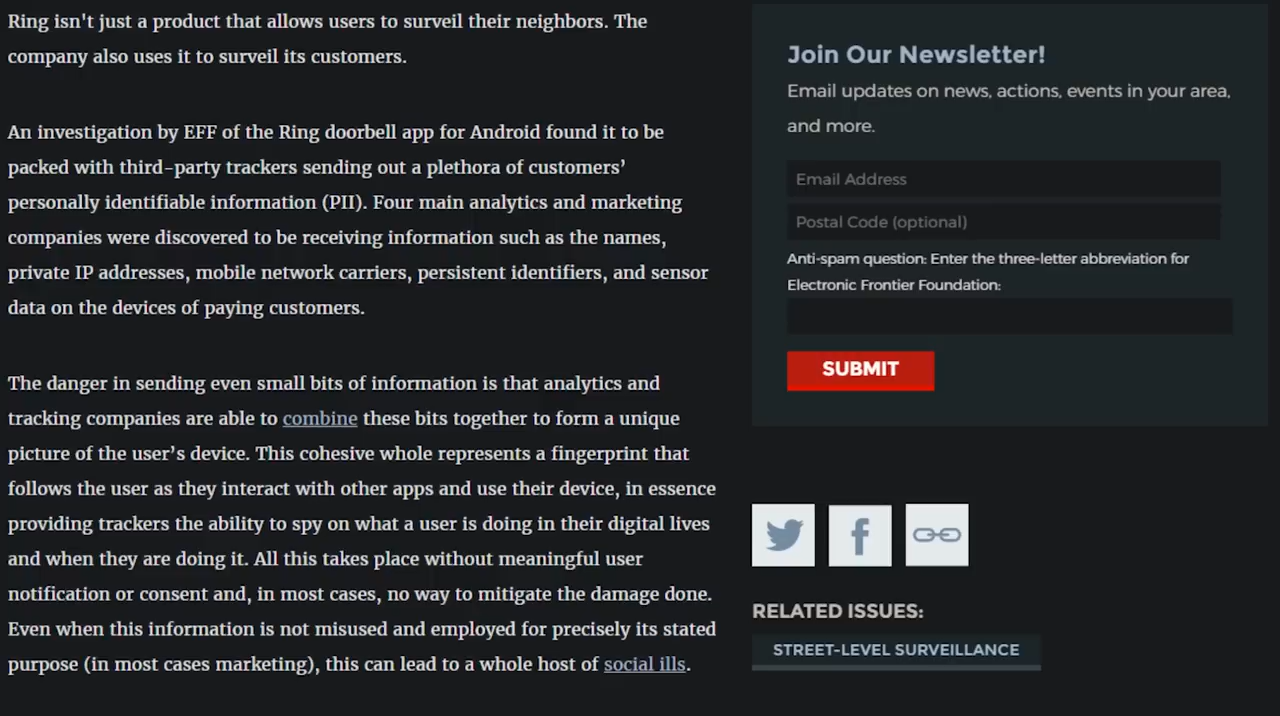 Ring isn't just a product that allows users to surveil their neighbors. The
company also uses it to surveil its customers.
An investigation by EFF of the Ring doorbell app for Android found it to be
packed with third-party trackers sending out a plethora of customers’
personally identifiable information (PII). Four main analytics and marketing
companies were discovered to be receiving information such as the names,
private IP addresses, mobile network carriers, persistent identifiers, and sensor
data on the devices of paying customers.
The danger in sending even small bits of information is that analytics and
tracking companies are able to combine these bits together to form a unique
picture of the user’s device. This cohesive whole represents a fingerprint that
follows the user as they interact with other apps and use their device, in essence
providing trackers the ability to spy on what a user is doing in their digital lives
and when they are doing it. All this takes place without meaningful user
notification or consent and, in most cases, no way to mitigate the damage done.
Even when this information is not misused and employed for precisely its stated
purpose (in most cases marketing), this can lead to a whole host of social ills.
Join Our Newsletter!
Email updates on news, actions, events in your area,
and more.
Email Address
Postal Code (optional)
Anti-spam question: Enter the three-letter abbreviation for
Electronic Frontier Foundation:
SUBMIT
RELATED ISSUES:
STREET-LEVEL SURVEILLANCE